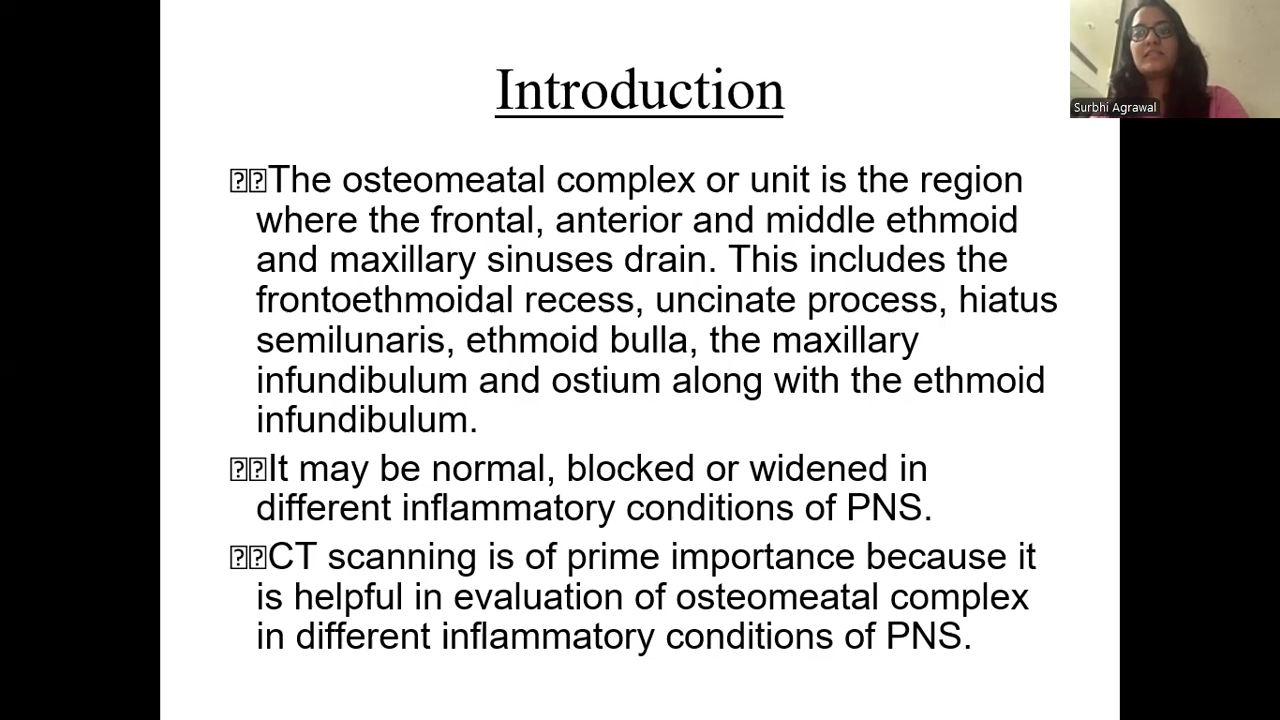 Introduction
Surbhi Agrawal
The osteomeatal complex or unit is the region
where the frontal, anterior and middle ethmoid
and maxillary sinuses drain. This includes the
frontoethmoidal recess, uncinate process, hiatus
semilunaris, ethmoid bulla, the maxillary
infundibulum and ostium along with the ethmoid
infundibulum.
It may be normal, blocked or widened in
different inflammatory conditions of PNS.
CT scanning is of prime importance because it
is helpful in evaluation of osteomeatal complex
in different inflammatory conditions of PNS.